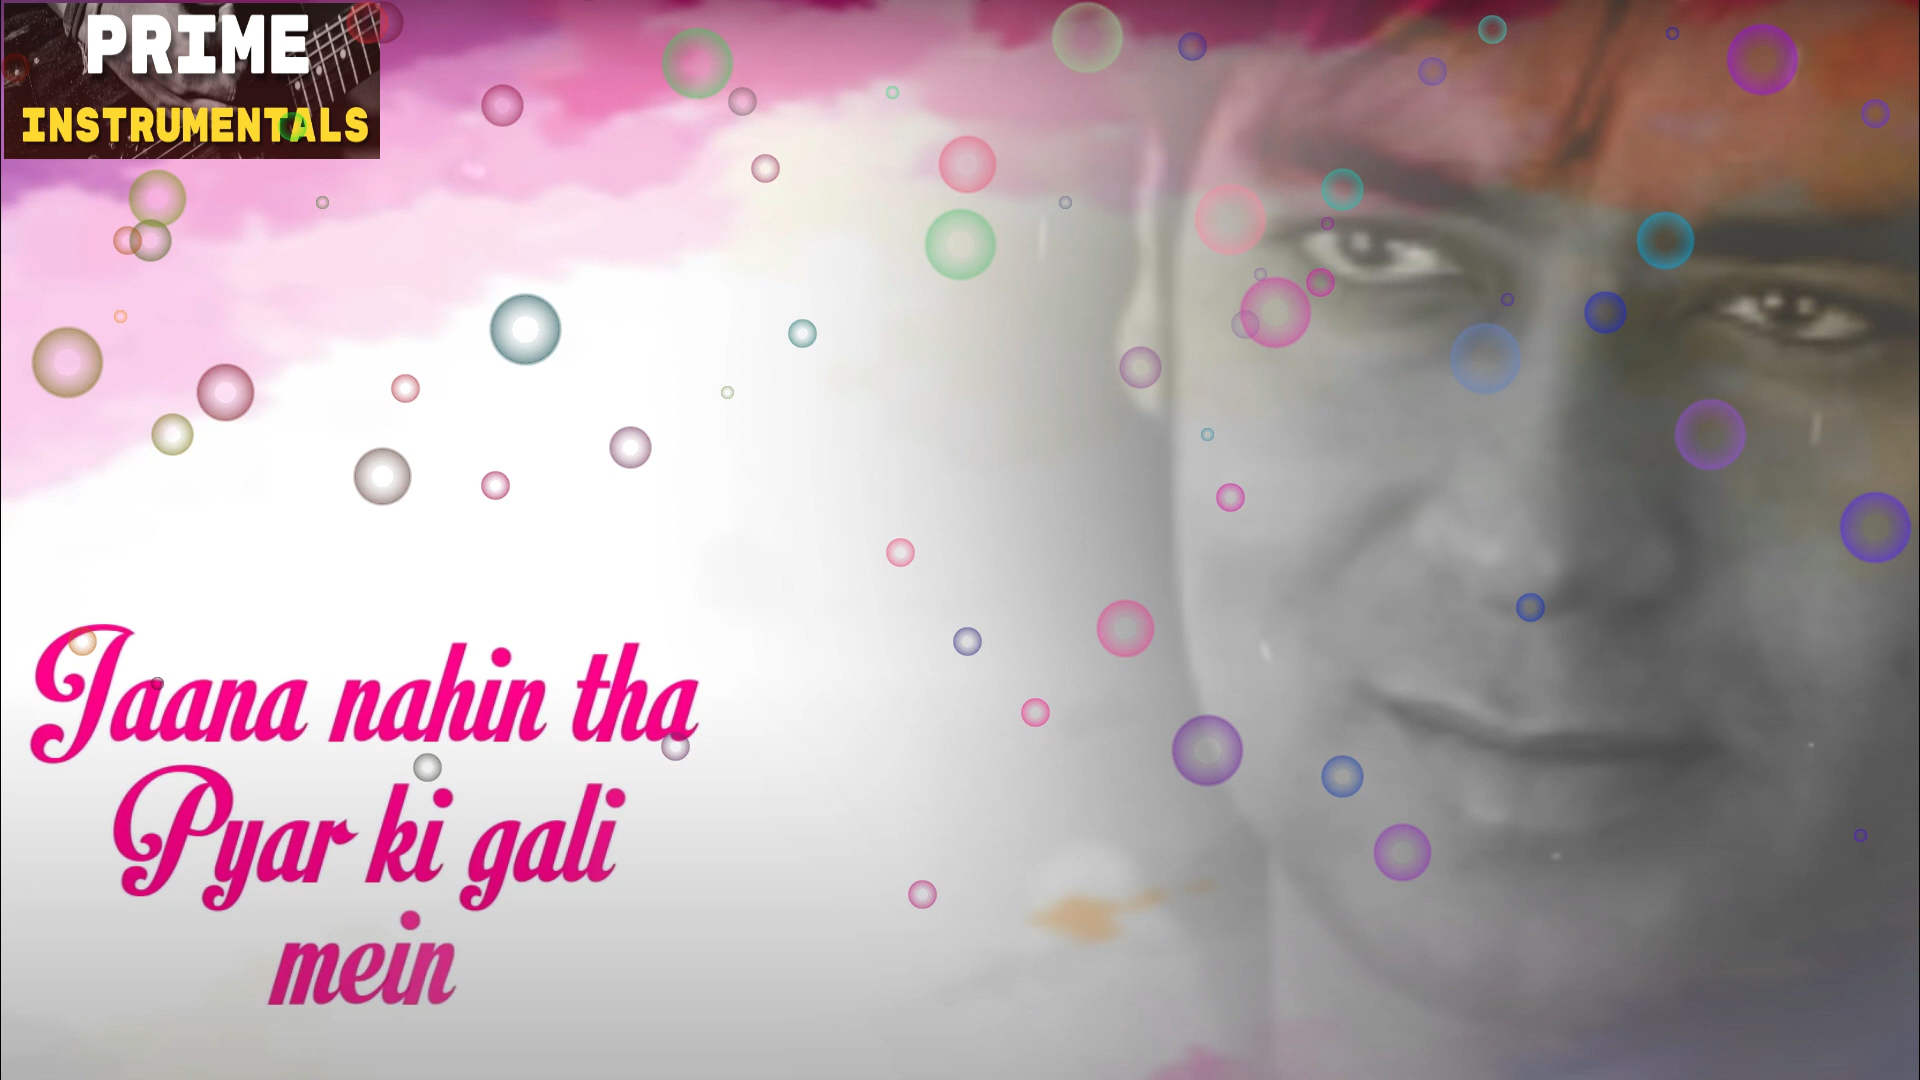 PRIME
INSTRUMENTALS
Jaana nahin tha
Pyar ki gali
mein